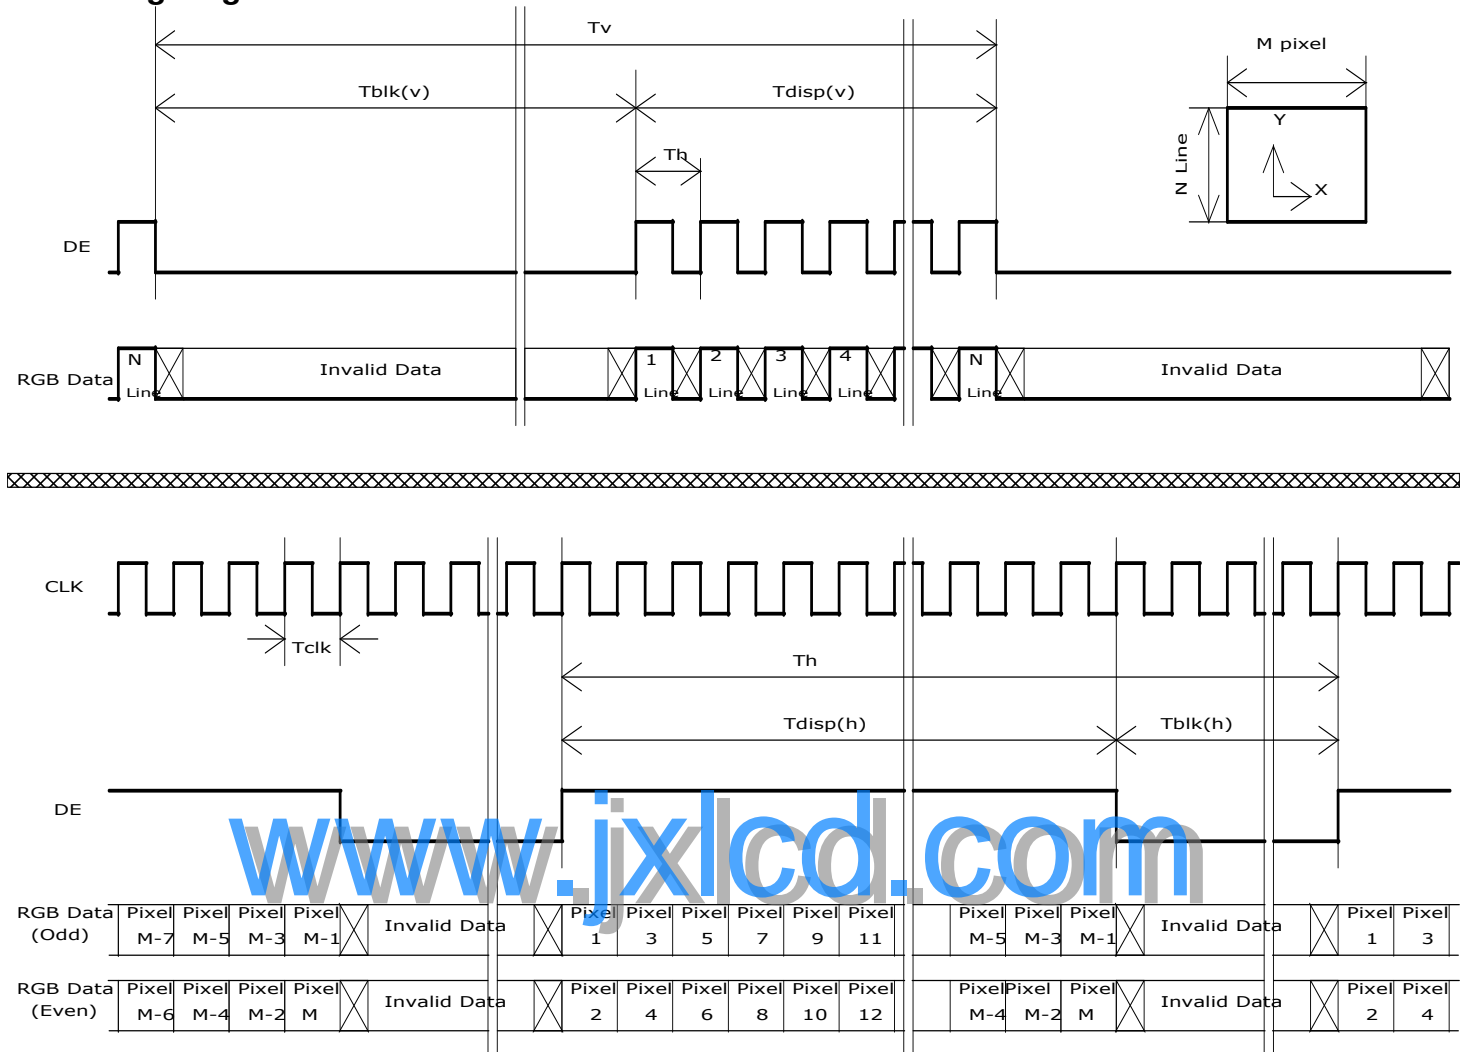 Tv
M pixel
Tblk(v)
Tdisp(v)
Th
Y
X
N Line
DE
RGB Data
N Line
Invalid Data
1 Line
2 Line
3 Line
4 Line
N Line
Invalid Data
CLK
Tclk
Th
Tdisp(h)
Tblk(h)
DE
www.jxlcd.com
RGB Data (Odd)
Pixel M-7
Pixel M-5
Pixel M-3
Pixel M-1
Invalid Data
Pixel 1
Pixel 3
Pixel 5
Pixel 7
Pixel 9
Pixel 11
Pixel M-5
Pixel M-3
Pixel M-1
Invalid Data
Pixel 1
Pixel 3
RGB Data (Even)
Pixel M-6
Pixel M-4
Pixel M-2
Pixel M
Invalid Data
Pixel 2
Pixel 4
Pixel 6
Pixel 8
Pixel 10
Pixel 12
Pixel M-4
Pixel M-2
Pixel M
Invalid Data
Pixel 2
Pixel 4